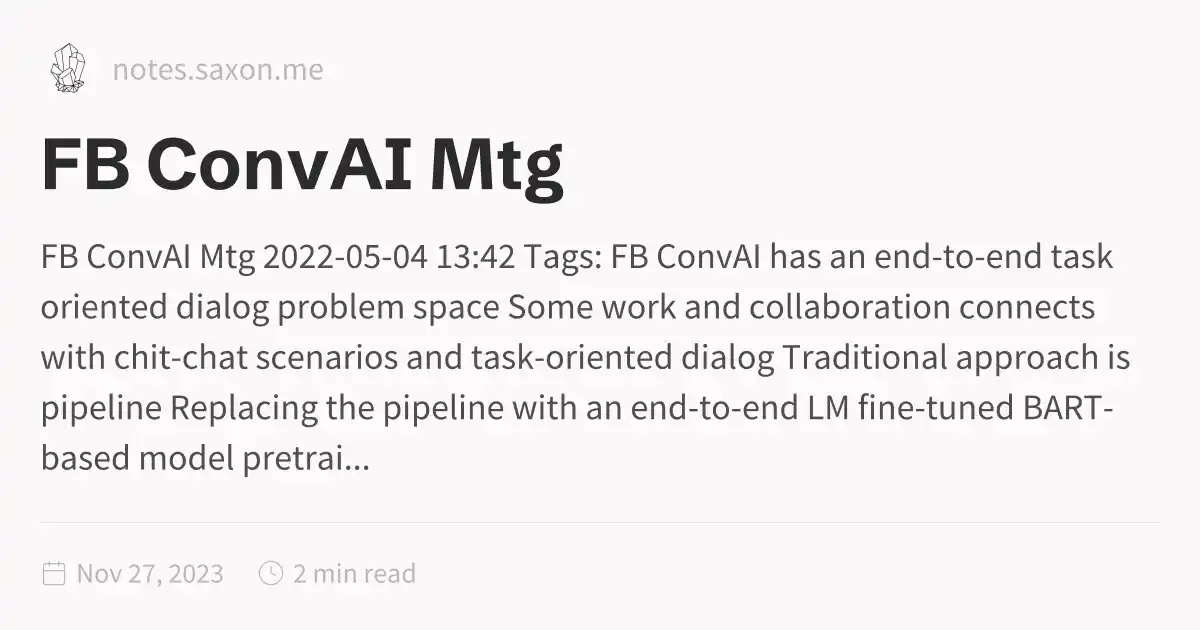 notes.saxon.me
FB ConvAI Mtg
FB ConvAI Mtg 2022-05-04 13:42 Tags: FB ConvAI has an end-to-end task
oriented dialog problem space Some work and collaboration connects
with chit-chat scenarios and task-oriented dialog Traditional approach is
pipeline Replacing the pipeline with an end-to-end LM fine-tuned BART-
based model pretrai...
Nov 27, 2023 2 min read